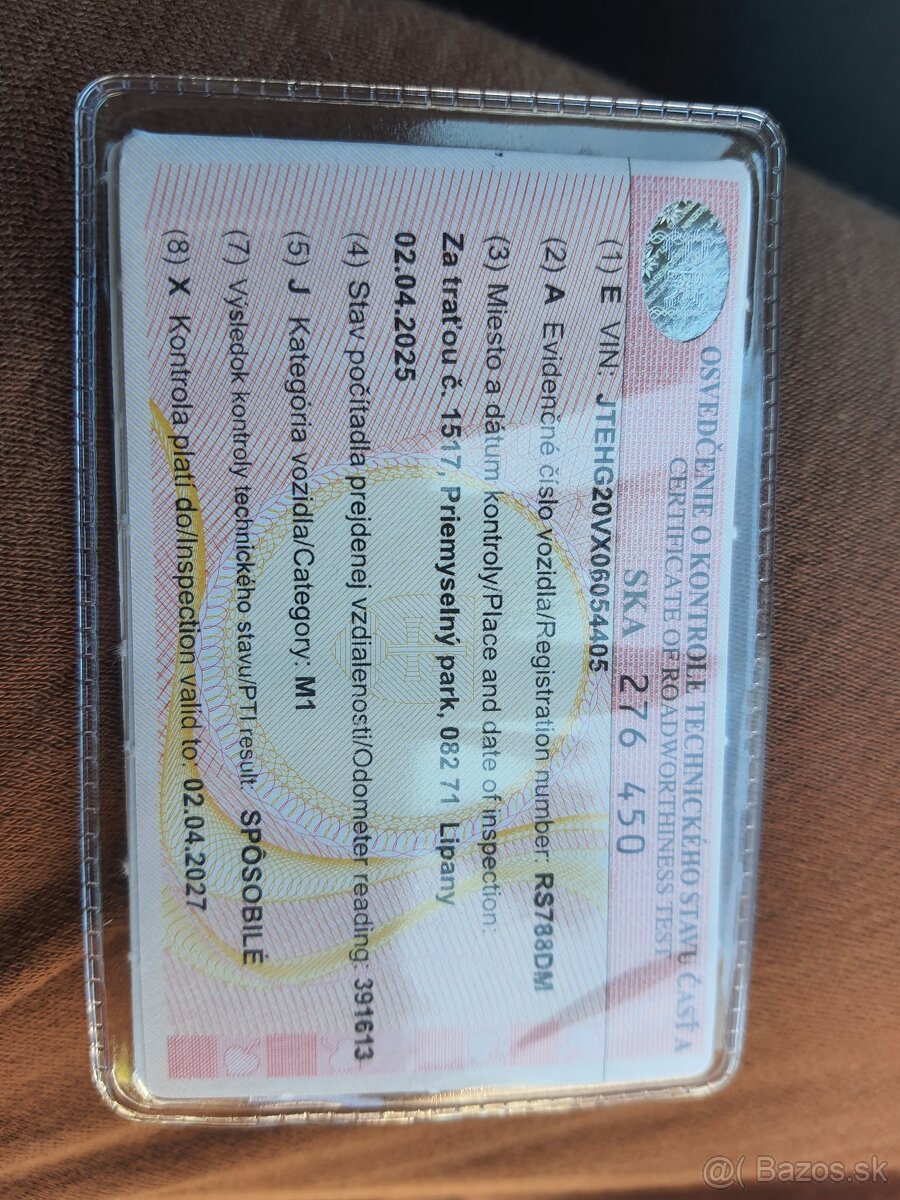 OSVEDČENIE O KONTROLE TECHNICKÉHO STAVU ČASŤ A
CERTIFICATE OF ROADWORTHINESS TEST
SKA 276 450
(1) E VIN: JTEHG20VX06054405
(2) A Evidenčné číslo vozidla/Registration number: RS788DM
(3) Miesto a dátum kontroly/Place and date of inspection:
Za traťou č. 1517, Priemyselný park, 082 71 Lipany
02.04.2025
(4) Stav počítadla prejdenej vzdialenosti/Odometer reading: 391613
(5) J Kategória vozidla/Category: M1
(7) Výsledok kontroly technického stavu/PTI result: SPÔSOBILÉ
(8) X Kontrola platí do/Inspection valid to: 02.04.2027
@( Bazos.sk